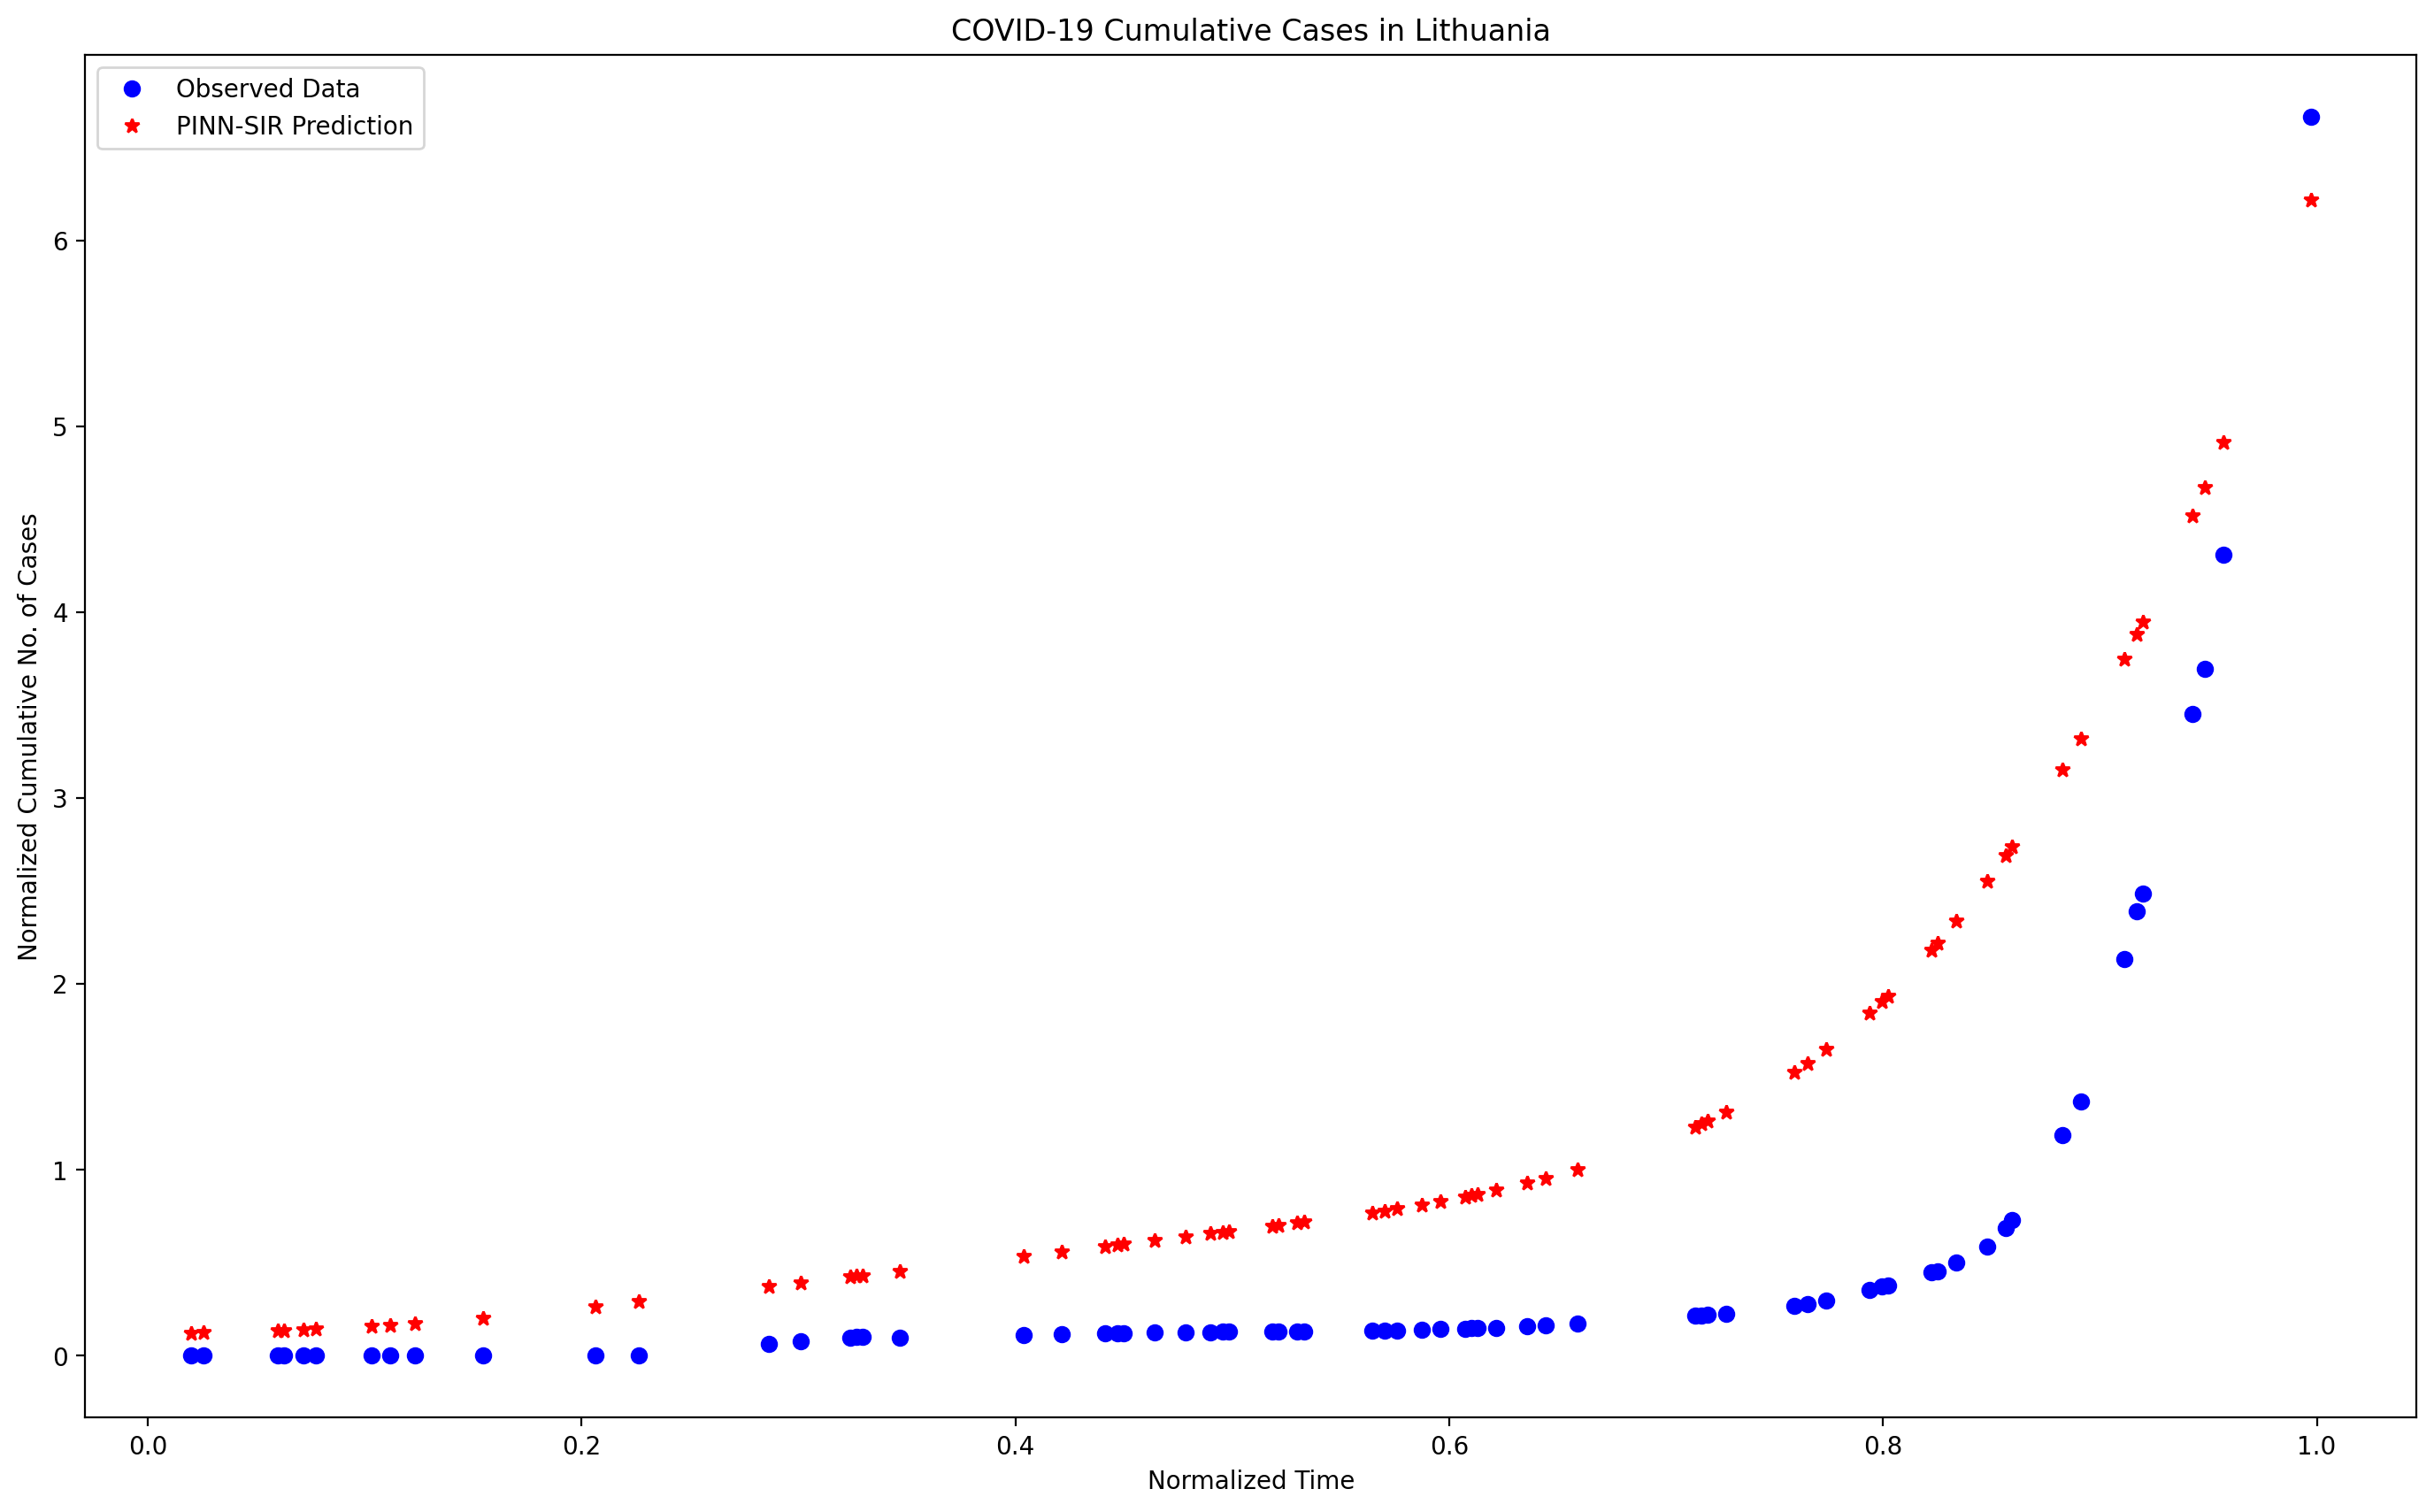 COVID-19 Cumulative Cases in Lithuania
Observed Data
PINN-SIR Prediction
Normalized Cumulative No. of Cases
6
5
4
3
2
1
0
0.0 0.2 0.4 0.6 0.8 1.0
Normalized Time